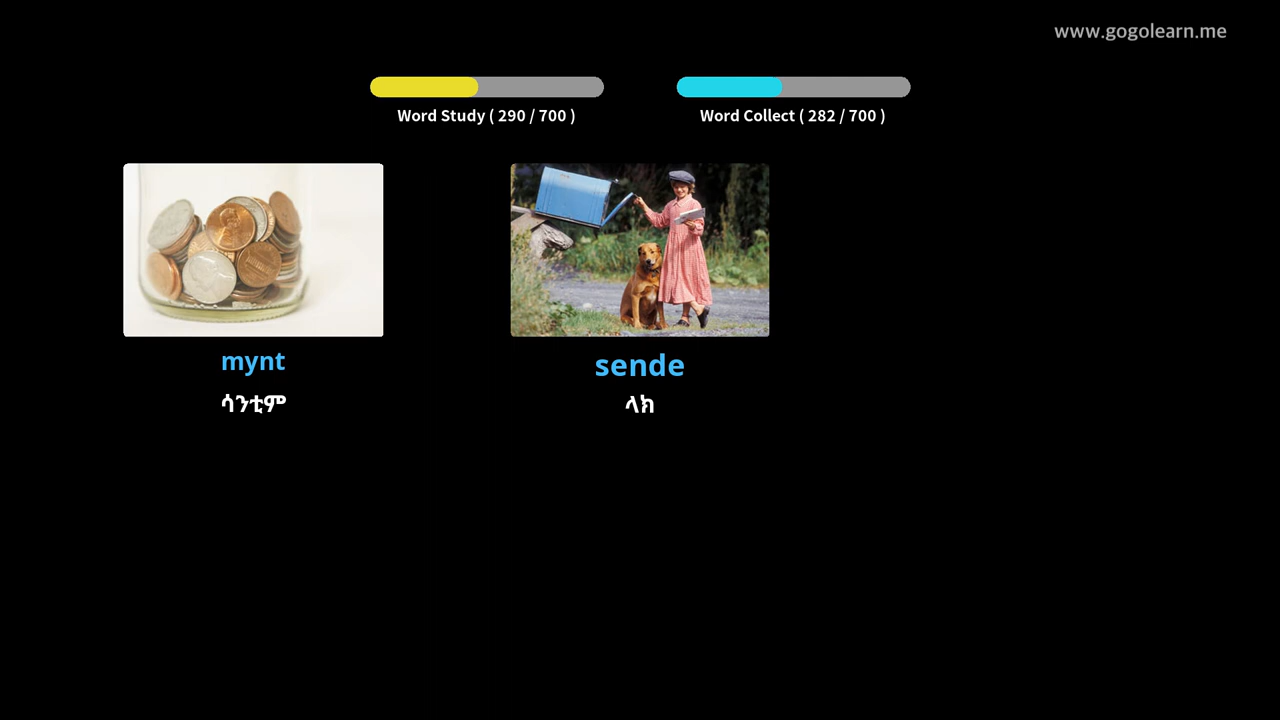 www.gogolearn.me
Word Study ( 290 / 700 )
Word Collect ( 282 / 700 )
mynt
ሳንቲም
sende
ላክ